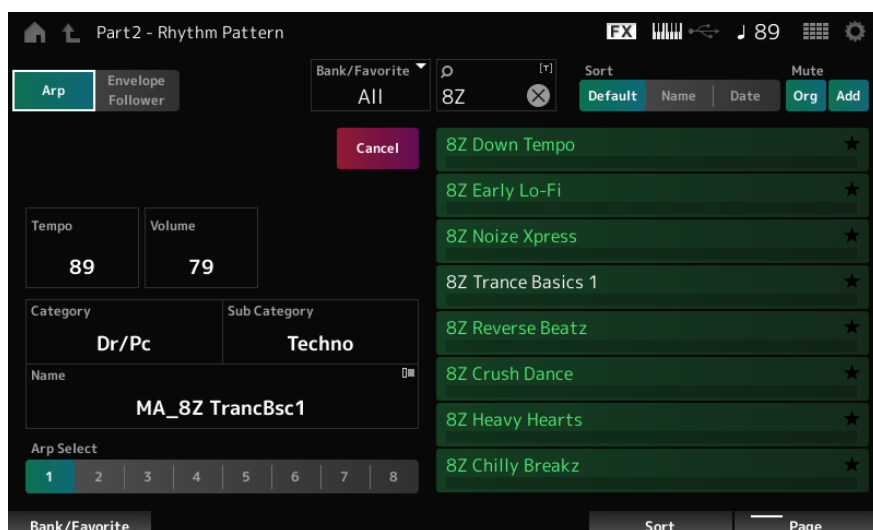 Part2 - Rhythm Pattern
FX
♩ 89
Arp
Envelope
Follower
Bank/Favorite
All
[T]
8Z
Sort
Default
Name
Date
Mute
Org
Add
Cancel
8Z Down Tempo
8Z Early Lo-Fi
8Z Noize Xpress
8Z Trance Basics 1
8Z Reverse Beatz
8Z Crush Dance
8Z Heavy Hearts
8Z Chilly Breakz
Tempo
89
Volume
79
Category
Dr/Pc
Sub Category
Techno
Name
MA_8Z TrancBsc1
Arp Select
1 2 3 4 5 6 7 8
Bank/Favorite
Sort
Page